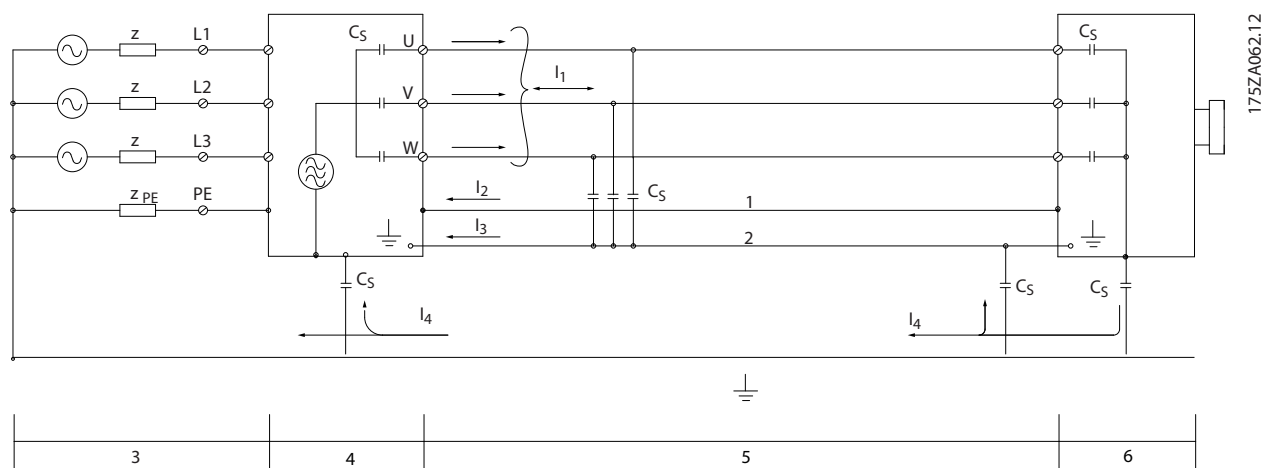 z L1 CS U
I1
z L2 V
z L3 W
z PE PE
I2
CS
1
I3
2
CS
I4
CS
I4
CS
CS
3 4 5 6
175ZA062.12